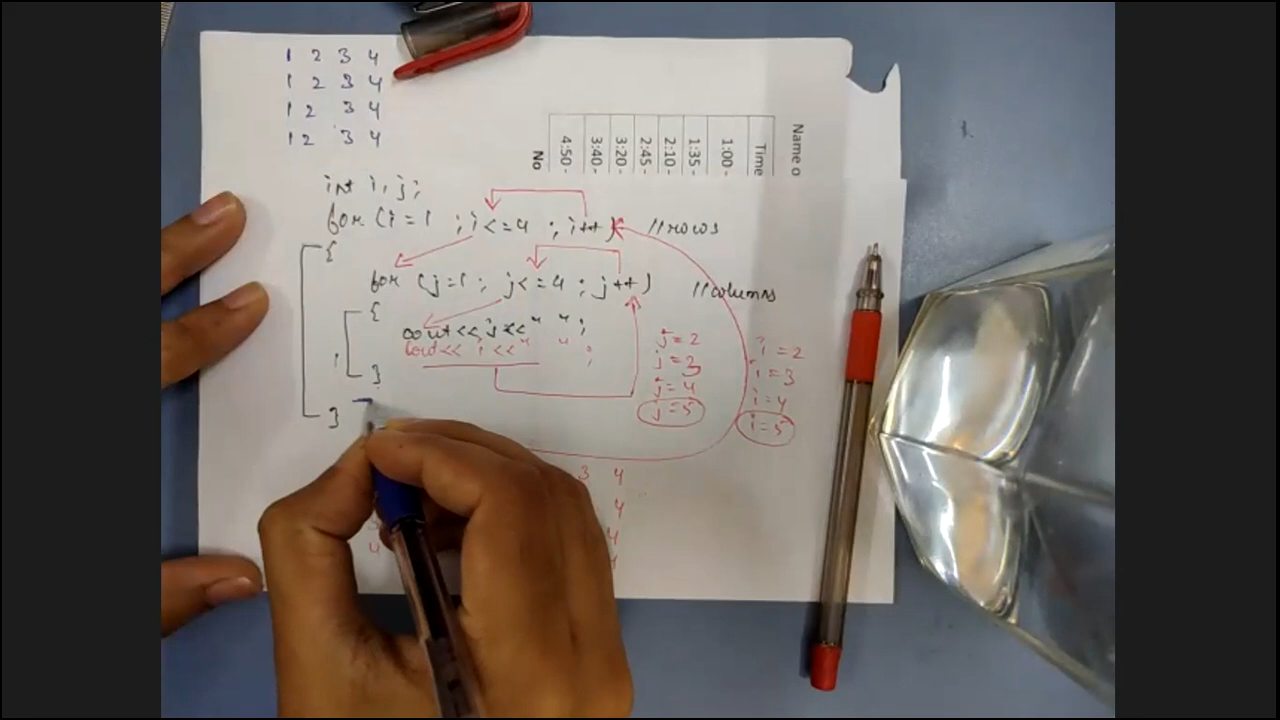 1 2 3 4
1 2 3 4
1 2 3 4
1 2 3 4
Name o
Time
1:00-
1:35-
2:10-
2:45-
3:20-
3:40-
4:50-
No
int i, j;
for (i=1 ; i<=4 ; i++) //rows
{
for (j=1; j<=4 ; j++) //columns
{
cout<<j<<" ";
cout<< i <<" " ;
}
}
j=2
j=3
j=4
j=5
i=2
i=3
i=4
i=5
3 4
4
4
4
4